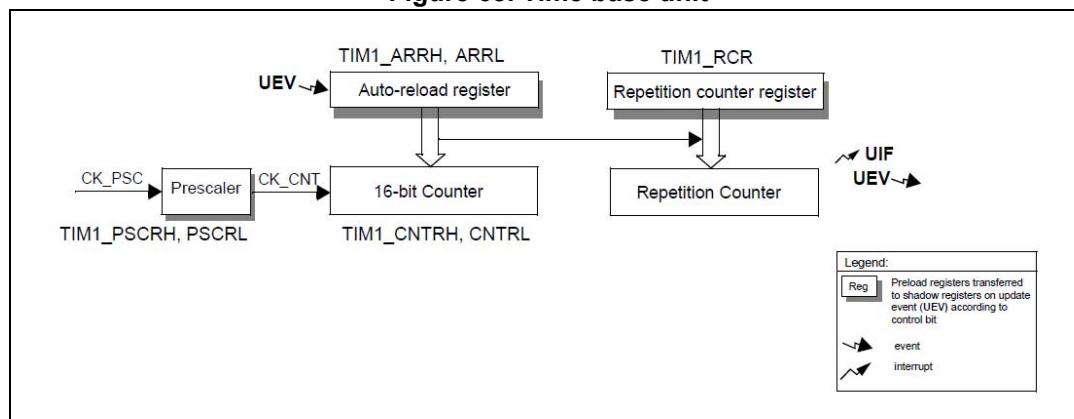 TIM1_ARRH, ARRL
TIM1_RCR
UEV
Auto-reload register
Repetition counter register
UIF
UEV
CK_PSC
Prescaler
CK_CNT
16-bit Counter
Repetition Counter
TIM1_PSCRH, PSCRL
TIM1_CNTRH, CNTRL
Legend:
Reg
Preload registers transferred
to shadow registers on update
event (UEV) according to
control bit
event
interrupt